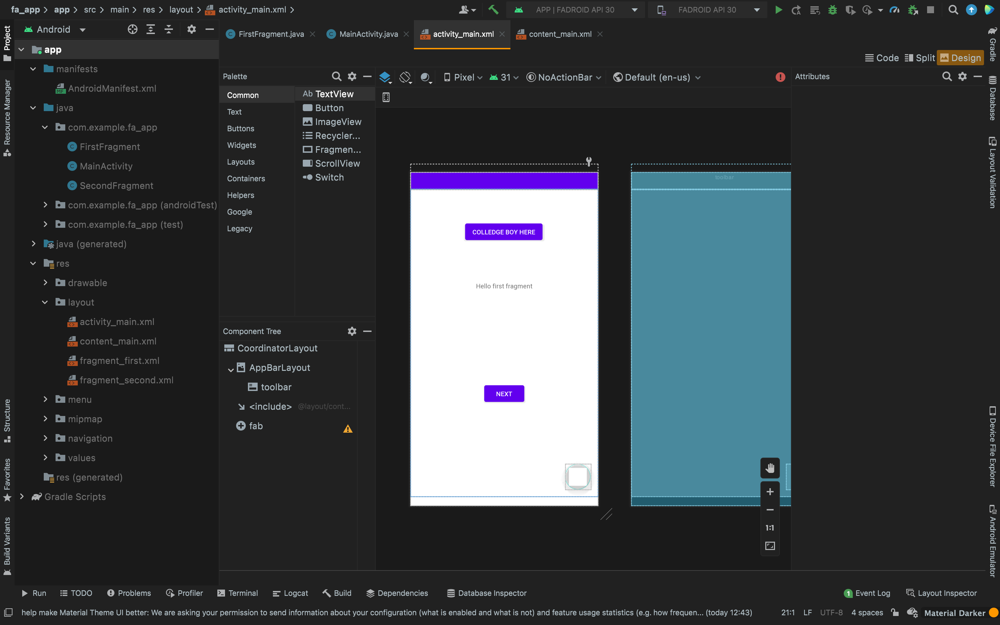 fa_app > app > src > main > res > layout > activity_main.xml >
APP | FADROID API 30
FADROID API 30
Project
Resource Manager
Structure
Favorites
Build Variants
Android
app
manifests
MF AndroidManifest.xml
java
com.example.fa_app
C FirstFragment
C MainActivity
C SecondFragment
com.example.fa_app (androidTest)
com.example.fa_app (test)
java (generated)
res
drawable
layout
activity_main.xml
content_main.xml
fragment_first.xml
fragment_second.xml
menu
mipmap
navigation
values
res (generated)
Gradle Scripts
C FirstFragment.java
C MainActivity.java
activity_main.xml
content_main.xml
Code
Split
Design
Palette
Common
Text
Buttons
Widgets
Layouts
Containers
Helpers
Google
Legacy
Ab TextView
Button
ImageView
Recycler...
Fragmen...
ScrollView
Switch
Component Tree
CoordinatorLayout
AppBarLayout
toolbar
<include> @layout/cont...
fab
Pixel
31
NoActionBar
Default (en-us)
COLLEDGE BOY HERE
Hello first fragment
NEXT
toolbar
1:1
Attributes
Gradle
Database
Layout Validation
Device File Explorer
Android Emulator
Run
TODO
Problems
Profiler
Terminal
Logcat
Build
Dependencies
Database Inspector
1 Event Log
Layout Inspector
help make Material Theme UI better: We are asking your permission to send information about your configuration (what is enabled and what is not) and feature usage statistics (e.g. how frequen... (today 12:43)
21:1 LF UTF-8 4 spaces Material Darker